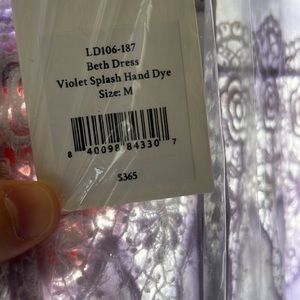 LD106-187
Beth Dress
Violet Splash Hand Dye
Size: M
8 40098 84330 7
$365